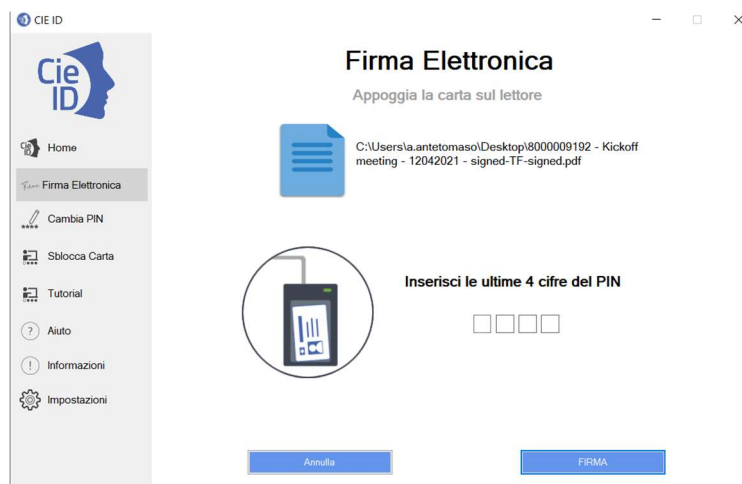 CIE ID
Cie
ID
Home
Firma Elettronica
Cambia PIN
Sblocca Carta
Tutorial
Aiuto
Informazioni
Impostazioni
Firma Elettronica
Appoggia la carta sul lettore
C:\Users\a.antetomaso\Desktop\8000009192 - Kickoff
meeting - 12042021 - signed-TF-signed.pdf
Inserisci le ultime 4 cifre del PIN
Annulla
FIRMA